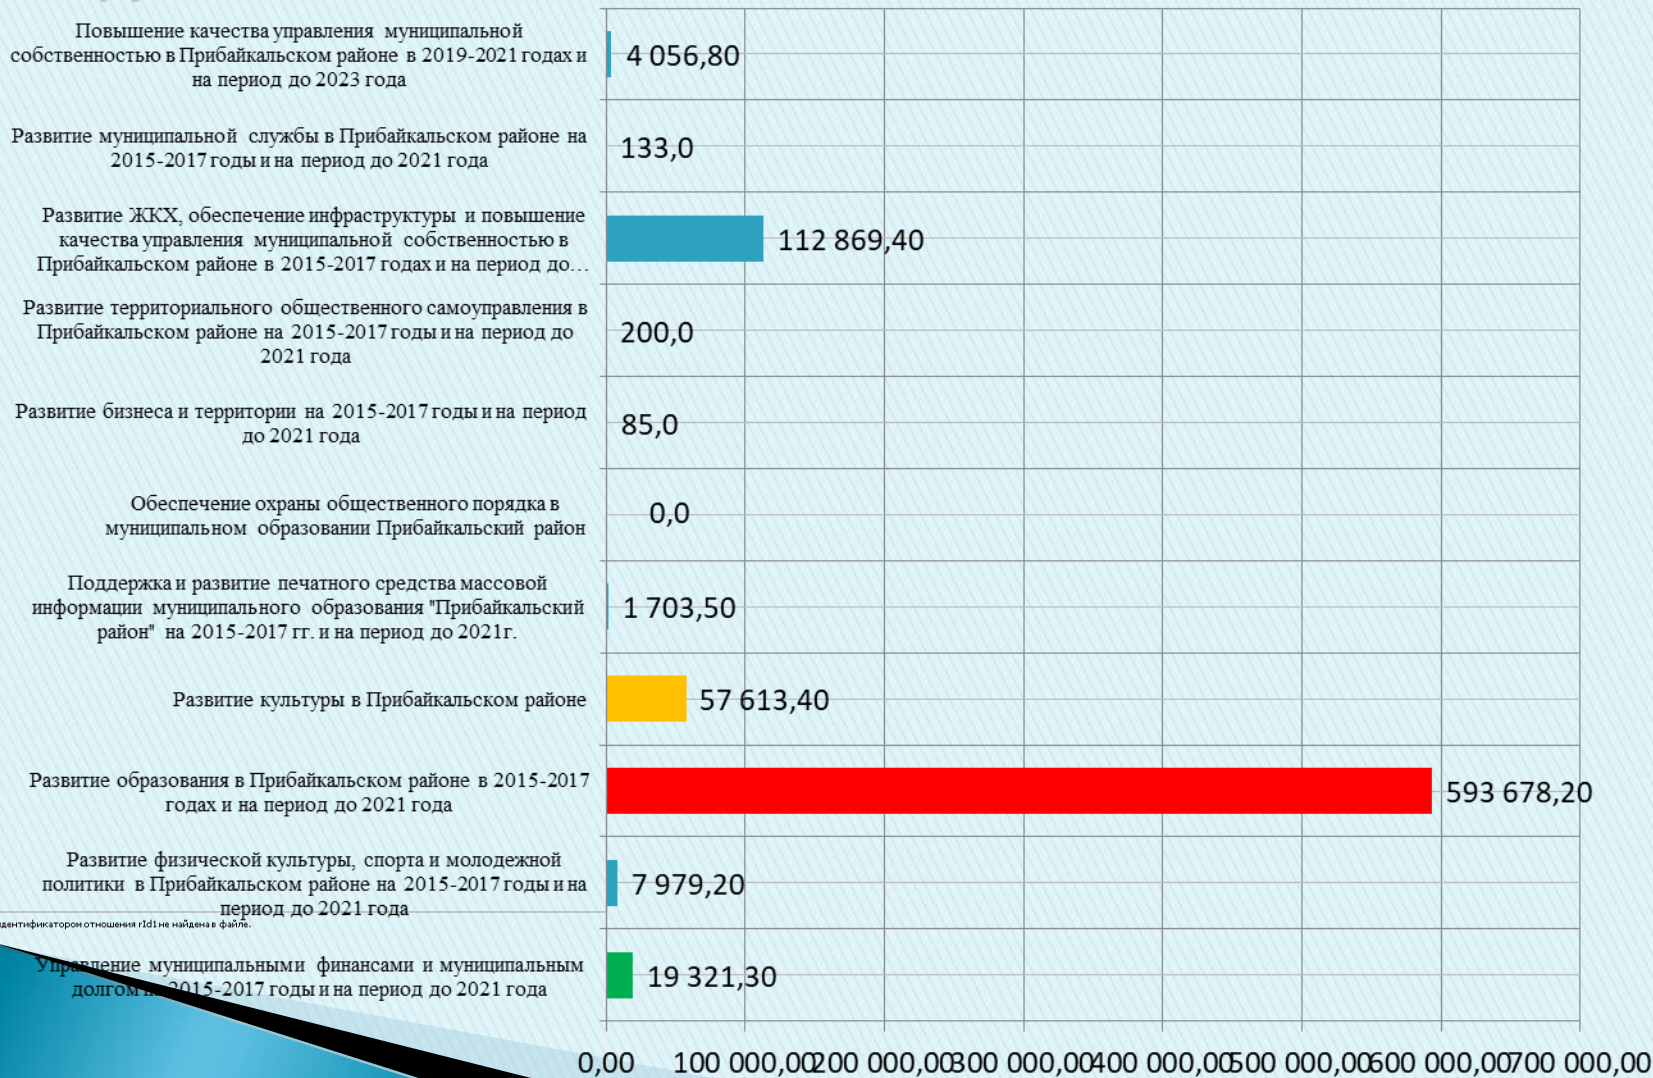 Повышение качества управления муниципальной
собственностью в Прибайкальском районе в 2019-2021 годах и
на период до 2023 года
4 056,80
Развитие муниципальной службы в Прибайкальском районе на
2015-2017 годы и на период до 2021 года
133,0
Развитие ЖКХ, обеспечение инфраструктуры и повышение
качества управления муниципальной собственностью в
Прибайкальском районе в 2015-2017 годах и на период до…
112 869,40
Развитие территориального общественного самоуправления в
Прибайкальском районе на 2015-2017 годы и на период до
2021 года
200,0
Развитие бизнеса и территории на 2015-2017 годы и на период
до 2021 года
85,0
Обеспечение охраны общественного порядка в
муниципальном образовании Прибайкальский район
0,0
Поддержка и развитие печатного средства массовой
информации муниципального образования "Прибайкальский
район" на 2015-2017 гг. и на период до 2021г.
1 703,50
Развитие культуры в Прибайкальском районе
57 613,40
Развитие образования в Прибайкальском районе в 2015-2017
годах и на период до 2021 года
593 678,20
Развитие физической культуры, спорта и молодежной
политики в Прибайкальском районе на 2015-2017 годы и на
период до 2021 года
7 979,20
дентификатором отношения rId1 не найдена в файле.
Управление муниципальными финансами и муниципальным
долгом на 2015-2017 годы и на период до 2021 года
19 321,30
0,00 100 000,00 200 000,00 300 000,00 400 000,00 500 000,00 600 000,00 700 000,00